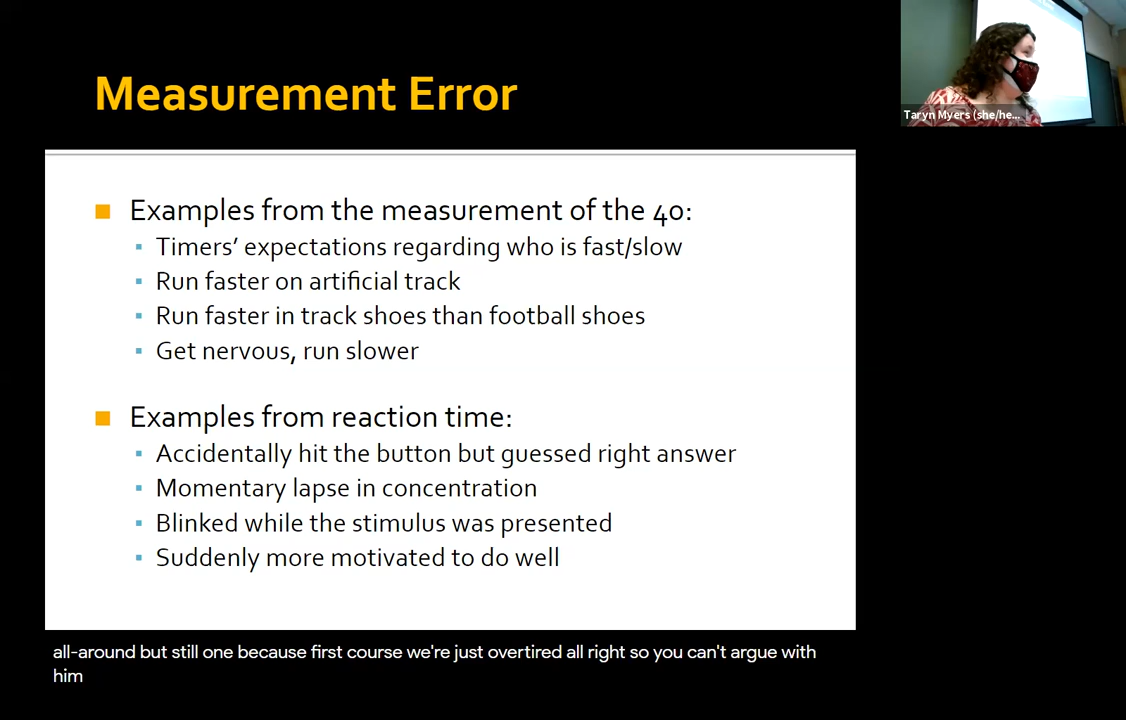 Measurement Error
Taryn Myers (she/he...
Examples from the measurement of the 40:
Timers' expectations regarding who is fast/slow
Run faster on artificial track
Run faster in track shoes than football shoes
Get nervous, run slower
Examples from reaction time:
Accidentally hit the button but guessed right answer
Momentary lapse in concentration
Blinked while the stimulus was presented
Suddenly more motivated to do well
all-around but still one because first course we're just overtired all right so you can't argue with
him